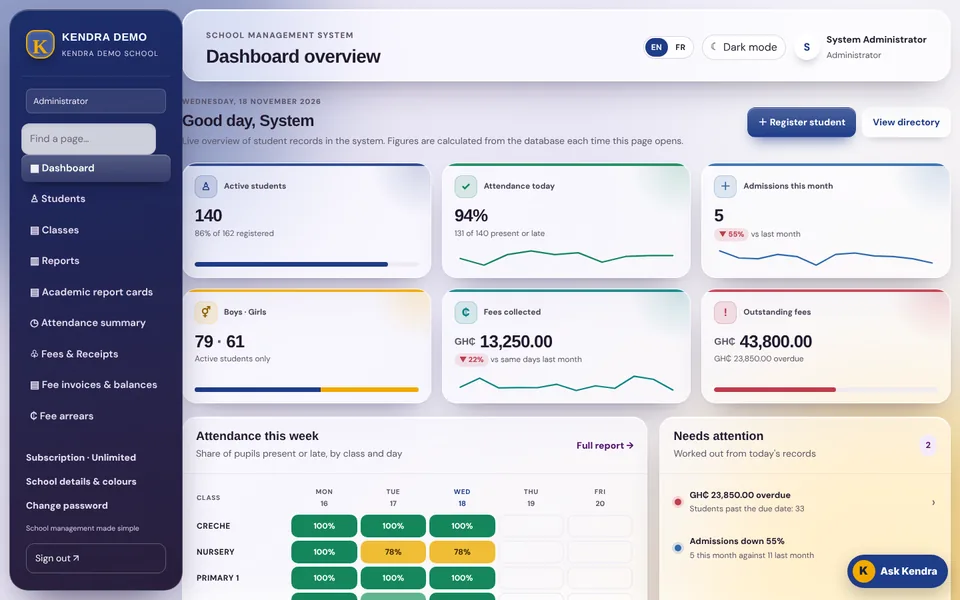 K
KENDRA DEMO
KENDRA DEMO SCHOOL
Administrator
Find a page...
Dashboard
Students
Classes
Reports
Academic report cards
Attendance summary
Fees & Receipts
Fee invoices & balances
₵ Fee arrears
Subscription · Unlimited
School details & colours
Change password
School management made simple
Sign out ↗
SCHOOL MANAGEMENT SYSTEM
Dashboard overview
EN FR
☾ Dark mode
S
System Administrator
Administrator
WEDNESDAY, 18 NOVEMBER 2026
Good day, System
Live overview of student records in the system. Figures are calculated from the database each time this page opens.
+ Register student
View directory
Active students
140
86% of 162 registered
✓ Attendance today
94%
131 of 140 present or late
+ Admissions this month
5
▼ 55% vs last month
⚥ Boys · Girls
79 · 61
Active students only
₵ Fees collected
GH₵ 13,250.00
▼ 22% vs same days last month
! Outstanding fees
GH₵ 43,800.00
GH₵ 23,850.00 overdue
Attendance this week
Share of pupils present or late, by class and day
Full report →
CLASS MON 16 TUE 17 WED 18 THU 19 FRI 20
CRECHE 100% 100% 100%
NURSERY 100% 78% 78%
PRIMARY 1 100% 100% 100%
Needs attention
Worked out from today's records
2
GH₵ 23,850.00 overdue
Students past the due date: 33
›
Admissions down 55%
5 this month against 11 last month
K Ask Kendra